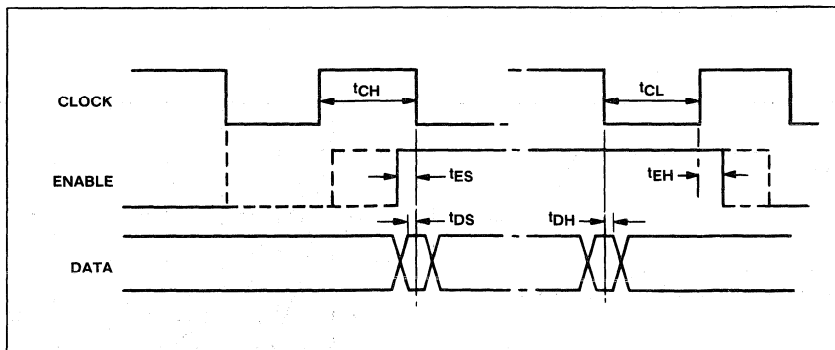 CLOCK
tCH
tCL
ENABLE
tES
tEH
tDS
tDH
DATA